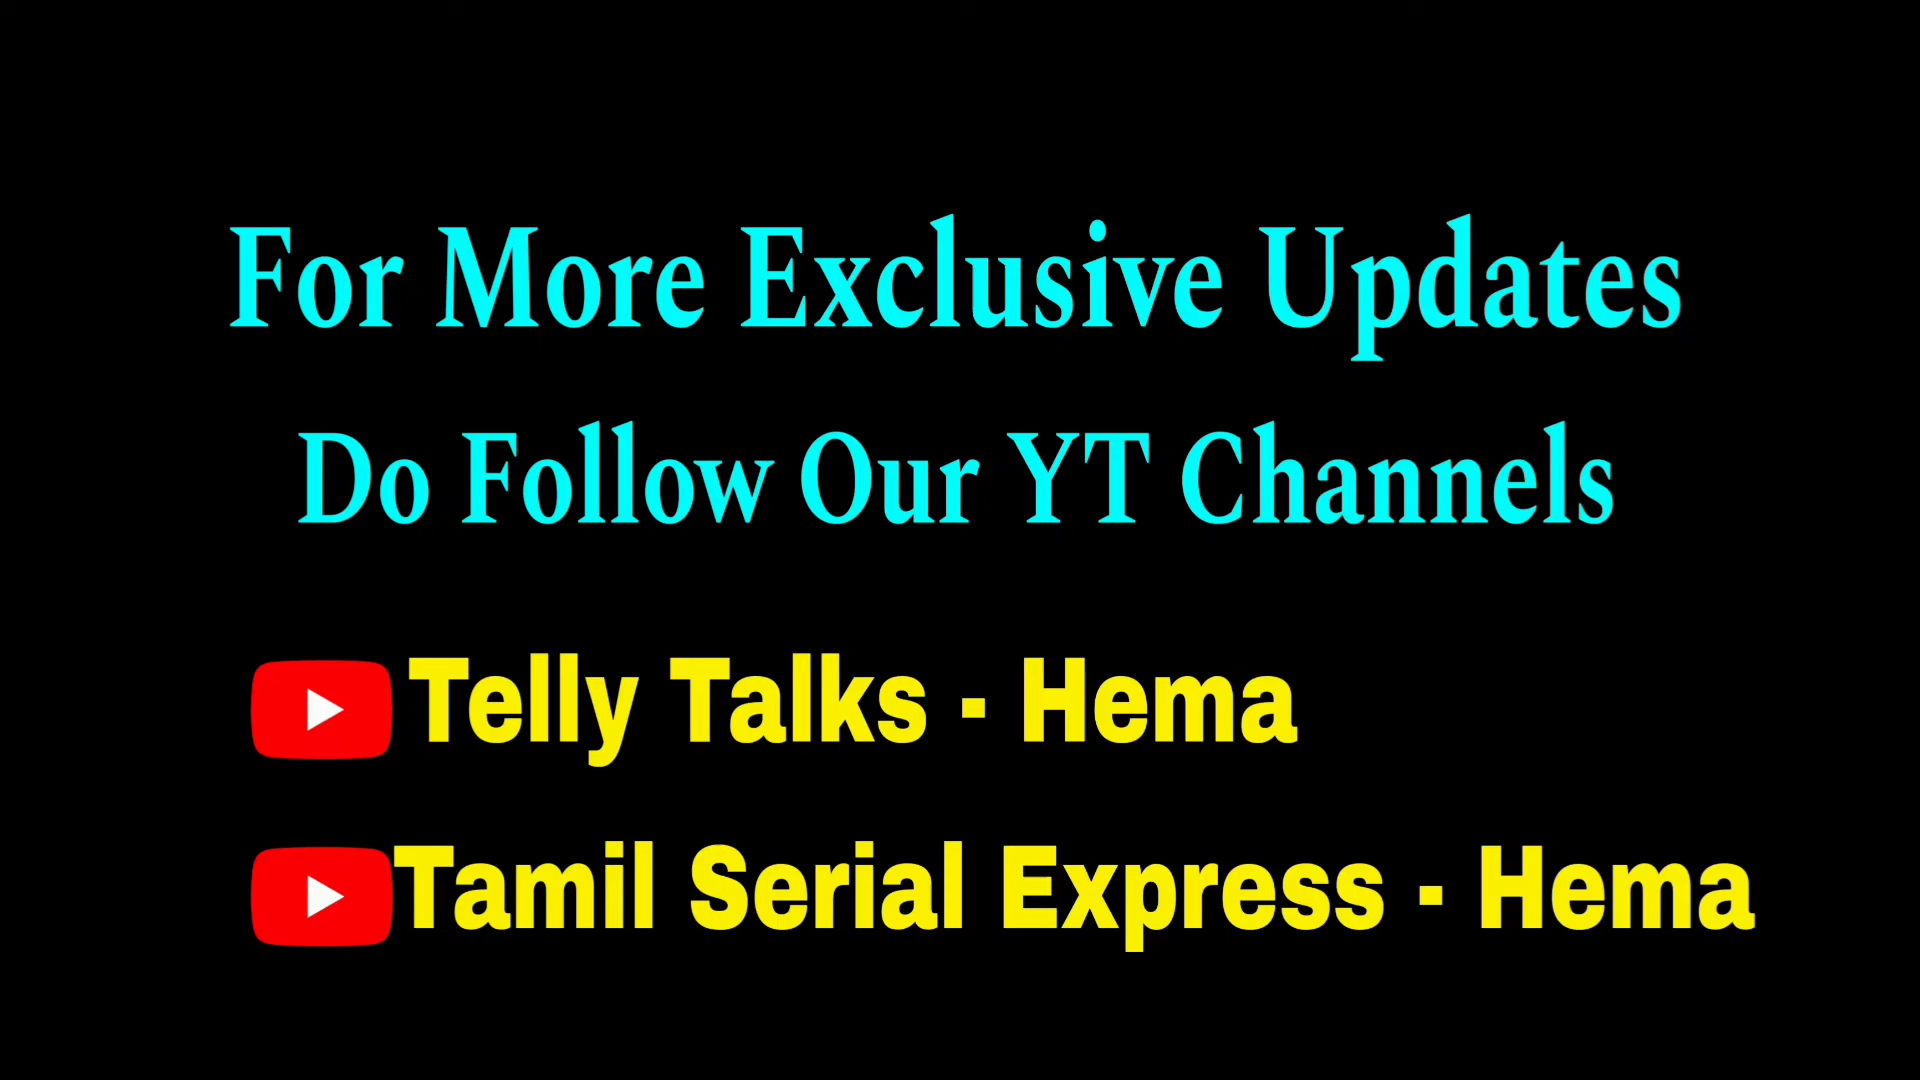 For More Exclusive Updates
Do Follow Our YT Channels
Telly Talks - Hema
Tamil Serial Express - Hema